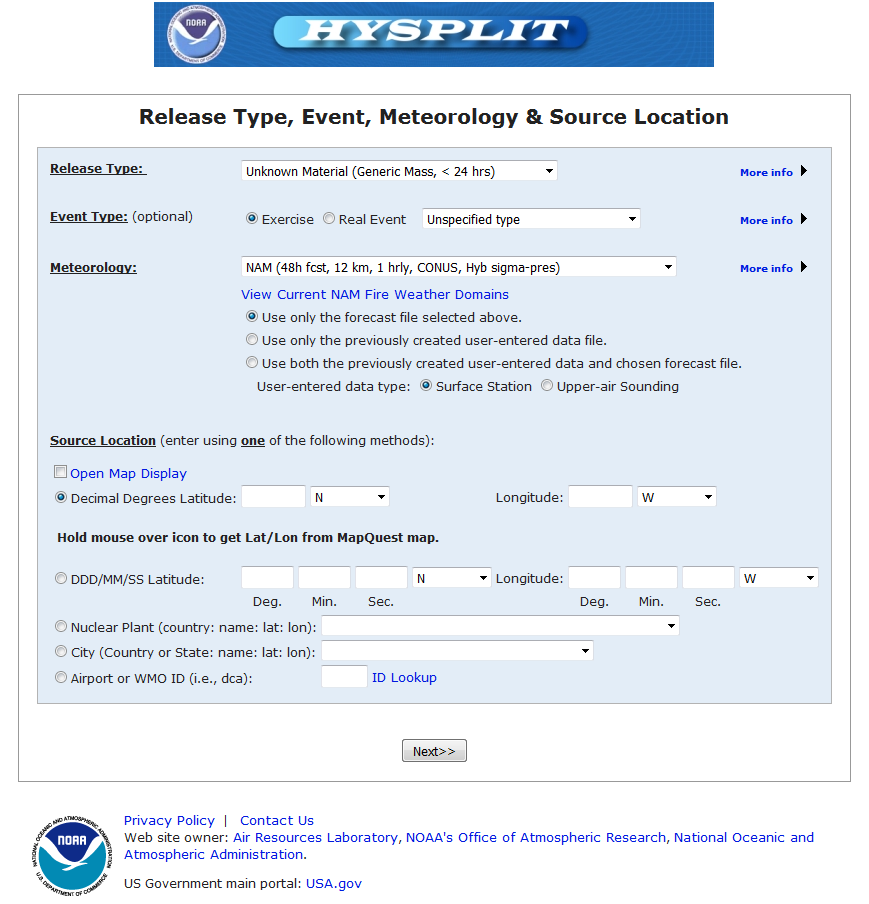 NOAA
U.S. DEPARTMENT OF COMMERCE
HYSPLIT
Release Type, Event, Meteorology & Source Location
Release Type: Unknown Material (Generic Mass, < 24 hrs) More info
Event Type: (optional) Exercise Real Event Unspecified type More info
Meteorology: NAM (48h fcst, 12 km, 1 hrly, CONUS, Hyb sigma-pres) More info
View Current NAM Fire Weather Domains
Use only the forecast file selected above.
Use only the previously created user-entered data file.
Use both the previously created user-entered data and chosen forecast file.
User-entered data type: Surface Station Upper-air Sounding
Source Location (enter using one of the following methods):
Open Map Display
Decimal Degrees Latitude: N Longitude: W
Hold mouse over icon to get Lat/Lon from MapQuest map.
DDD/MM/SS Latitude: N Longitude: W
Deg. Min. Sec. Deg. Min. Sec.
Nuclear Plant (country: name: lat: lon):
City (Country or State: name: lat: lon):
Airport or WMO ID (i.e., dca): ID Lookup
Next>>
NATIONAL OCEANIC AND ATMOSPHERIC ADMINISTRATION
NOAA
U.S. DEPARTMENT OF COMMERCE
Privacy Policy | Contact Us
Web site owner: Air Resources Laboratory, NOAA's Office of Atmospheric Research, National Oceanic and
Atmospheric Administration.
US Government main portal: USA.gov